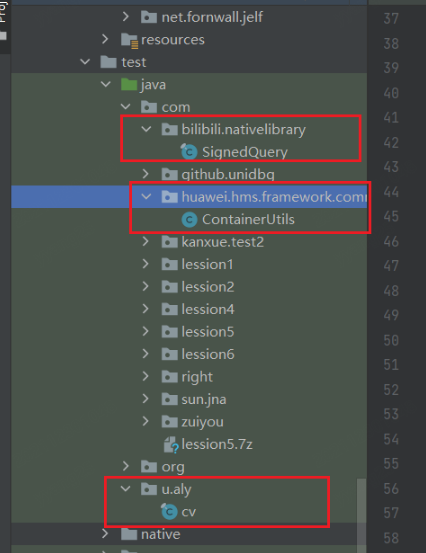 Proj
37
net.fornwall.jelf
38
resources
39
test
40
java
41
com
42
bilibili.nativelibrary
SignedQuery
43
github.unidbg
44
huawei.hms.framework.com
45
ContainerUtils
46
kanxue.test2
47
lession1
48
lession2
49
lession4
50
lession5
51
lession6
52
right
53
sun.jna
zuiyou
54
lession5.7z
55
org
56
u.aly
57
cv
58
native